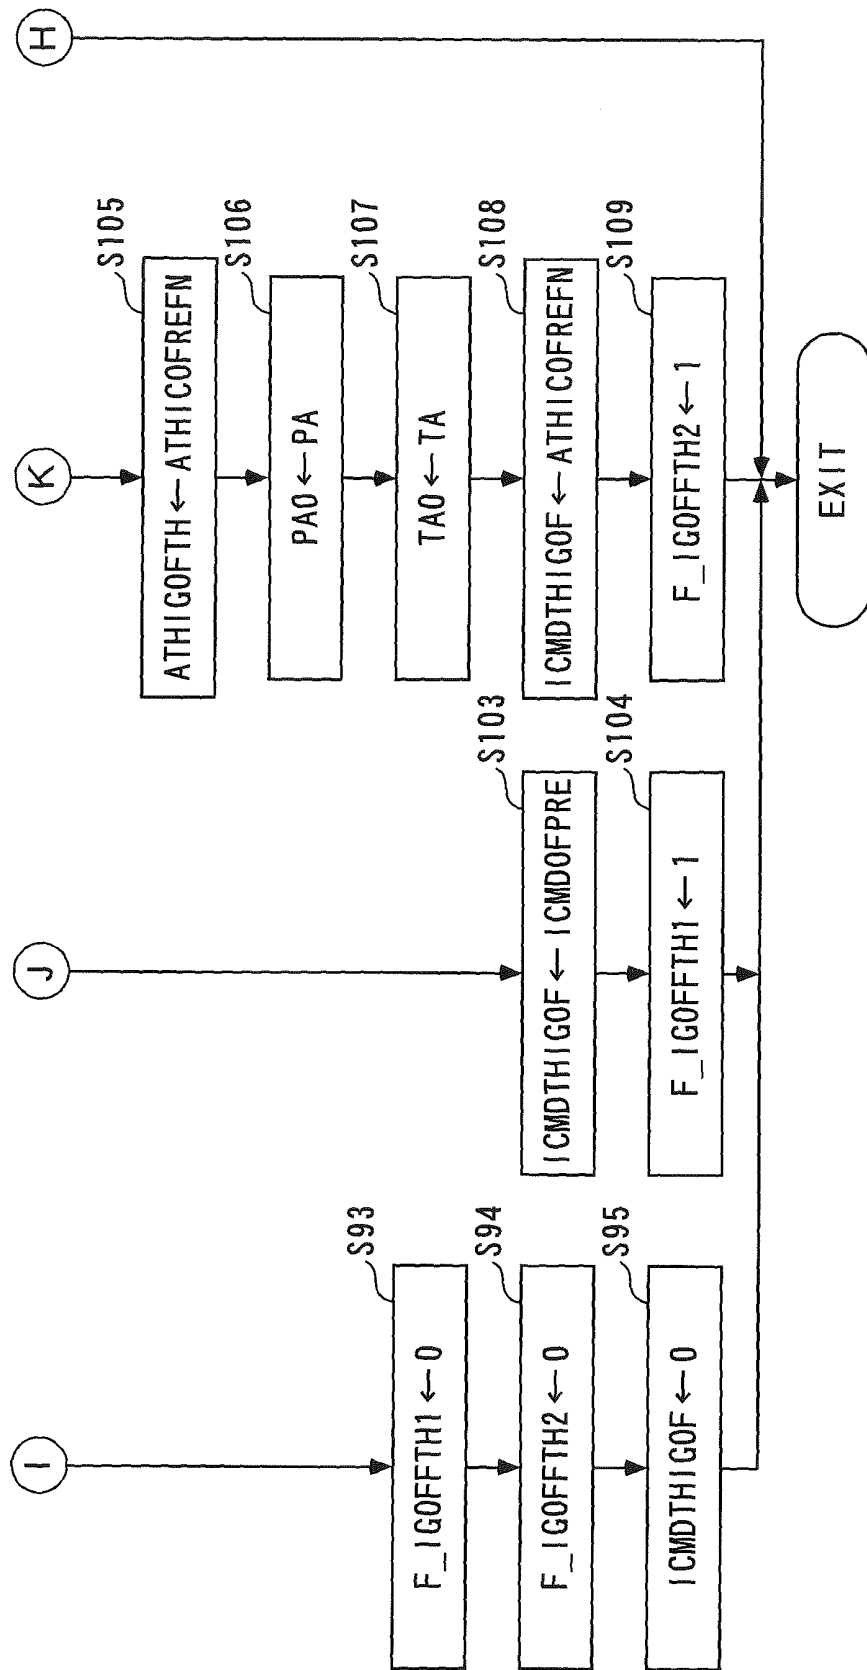 I
F_IGOFFTH1←0
S93
F_IGOFFTH2←0
S94
ICMDTHIGOF←0
S95
J
ICMDTHIGOF←ICMDOFPRE
S103
F_IGOFFTH1←1
S104
K
ATHIGOFTH←ATHICOFREFN
S105
PA0←PA
S106
TA0←TA
S107
ICMDTHIGOF←ATHICOFREFN
S108
F_IGOFFTH2←1
S109
H
EXIT